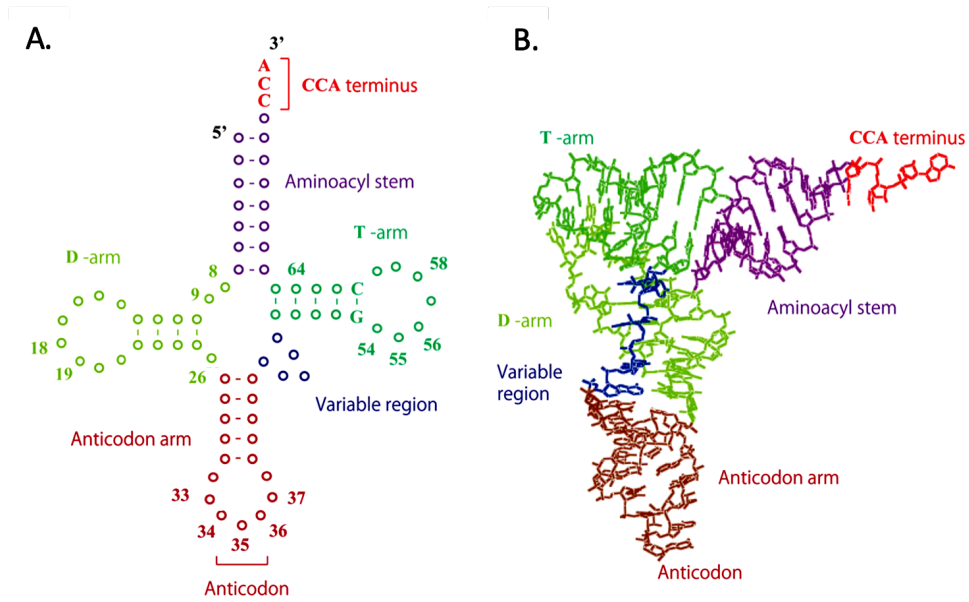 A.
3'
A
C
C
CCA terminus
5'
Aminoacyl stem
T -arm
D -arm
8
9
64
58
C
G
18
19
26
54
55
56
Variable region
Anticodon arm
33
37
34
36
35
Anticodon
B.
T -arm
CCA terminus
Aminoacyl stem
D -arm
Variable
region
Anticodon arm
Anticodon